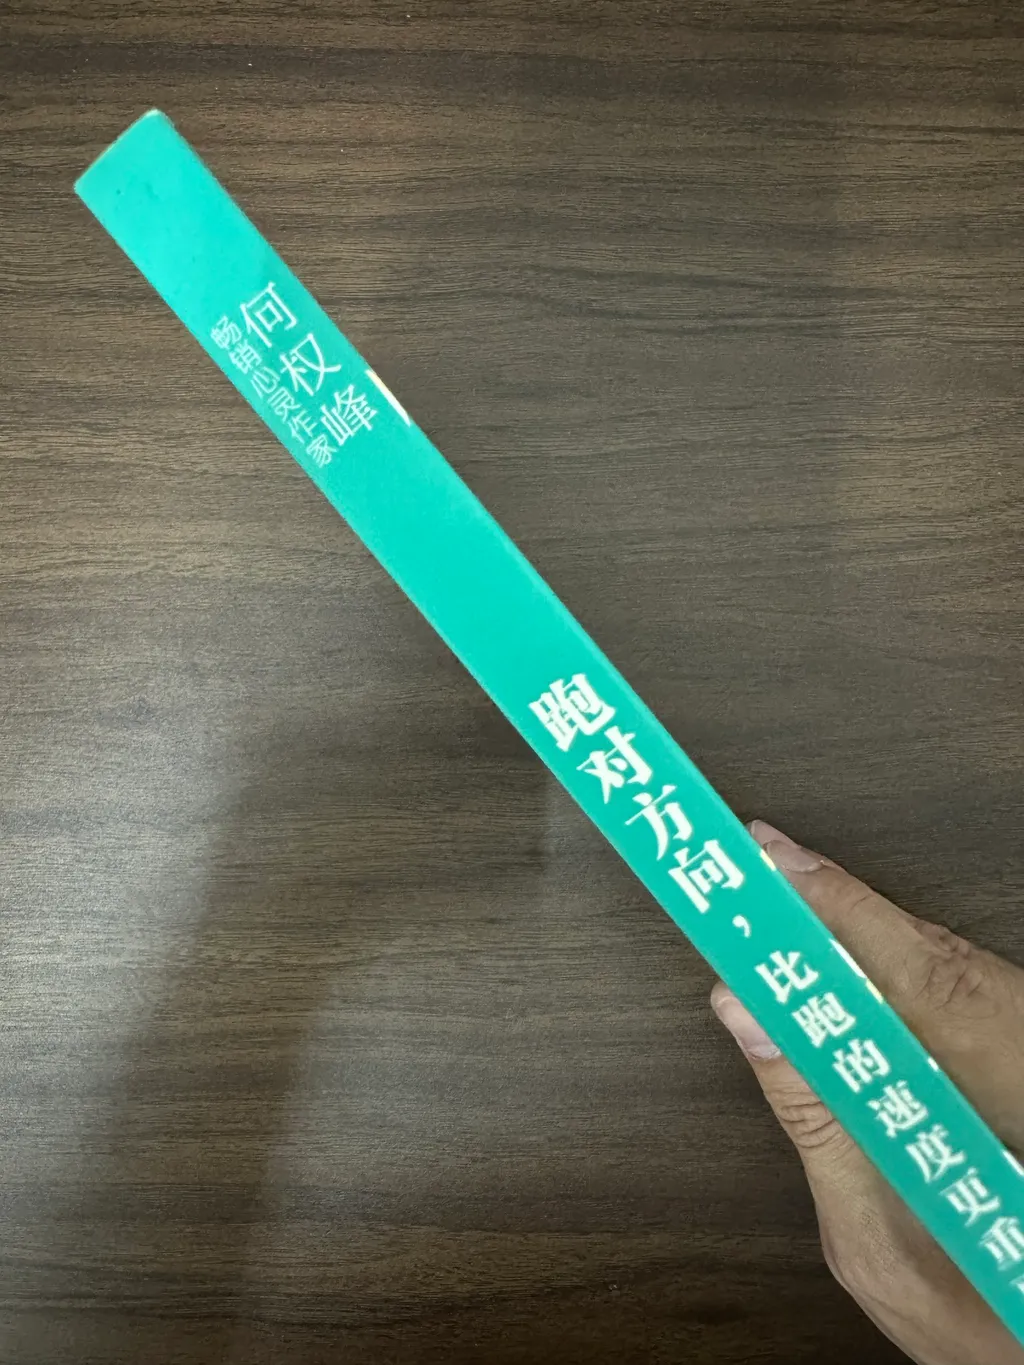 何权峰
畅销心灵作家
跑对方向，比跑的速度更重